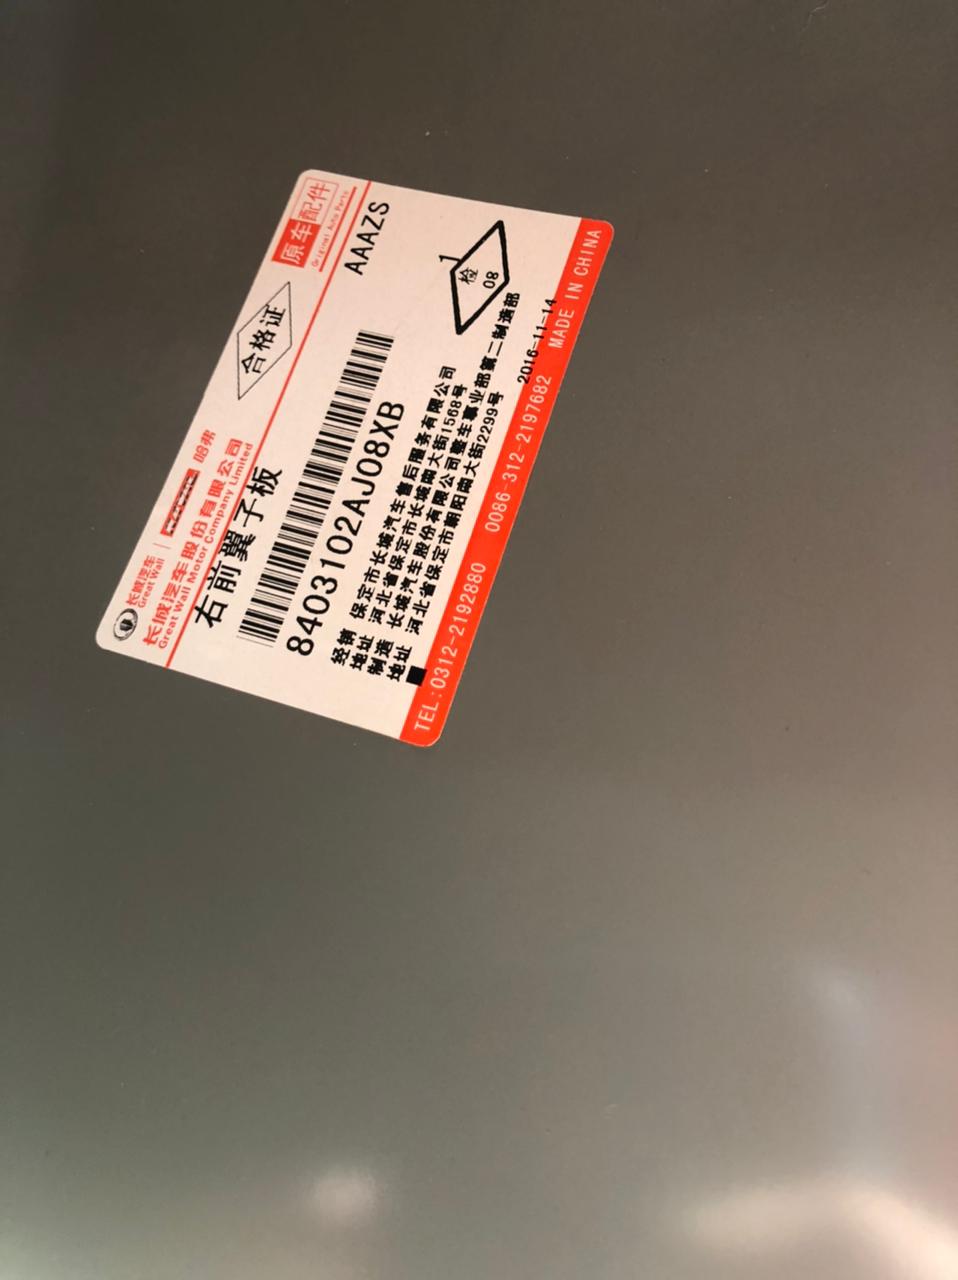 长城汽车
Great Wall
哈弗
合格证
原车配件
Original Auto Parts
长城汽车股份有限公司
Great Wall Motor Company Limited
右前翼子板
AAAZS
8403102AJ08XB
1
检
08
经销 保定市长城汽车售后服务有限公司
地址 河北省保定市长城南大街1568号
制造 长城汽车股份有限公司整车事业部第二制造部
地址 河北省保定市朝阳南大街2299号
2016-11-14
TEL:0312-2192880 0086-312-2197682 MADE IN CHINA